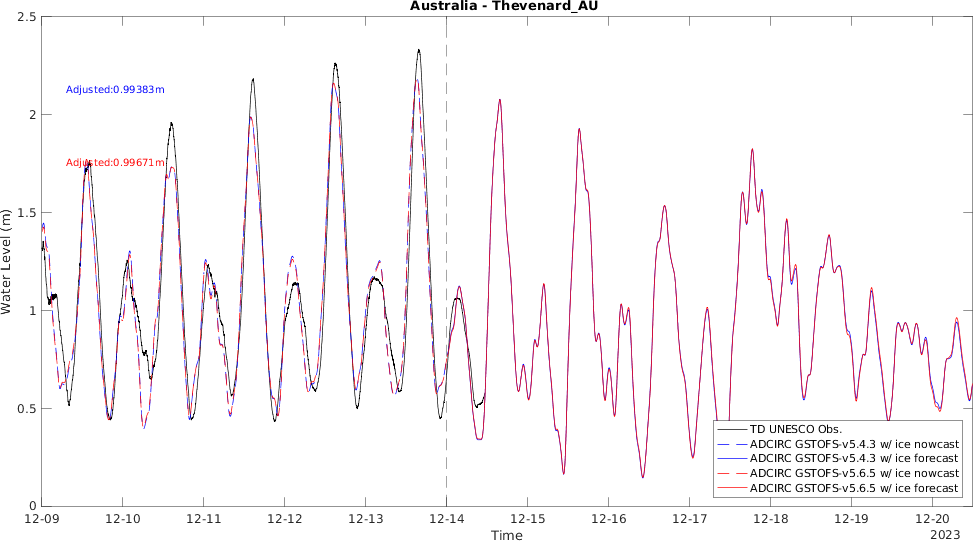 Australia - Thevenard_AU
2.5
2
1.5
1
0.5
0
Water Level (m)
Adjusted:0.99383m
Adjusted:0.99671m
TD UNESCO Obs.
ADCIRC GSTOFS-v5.4.3 w/ ice nowcast
ADCIRC GSTOFS-v5.4.3 w/ ice forecast
ADCIRC GSTOFS-v5.6.5 w/ ice nowcast
ADCIRC GSTOFS-v5.6.5 w/ ice forecast
12-09 12-10 12-11 12-12 12-13 12-14 12-15 12-16 12-17 12-18 12-19 12-20
2023
Time